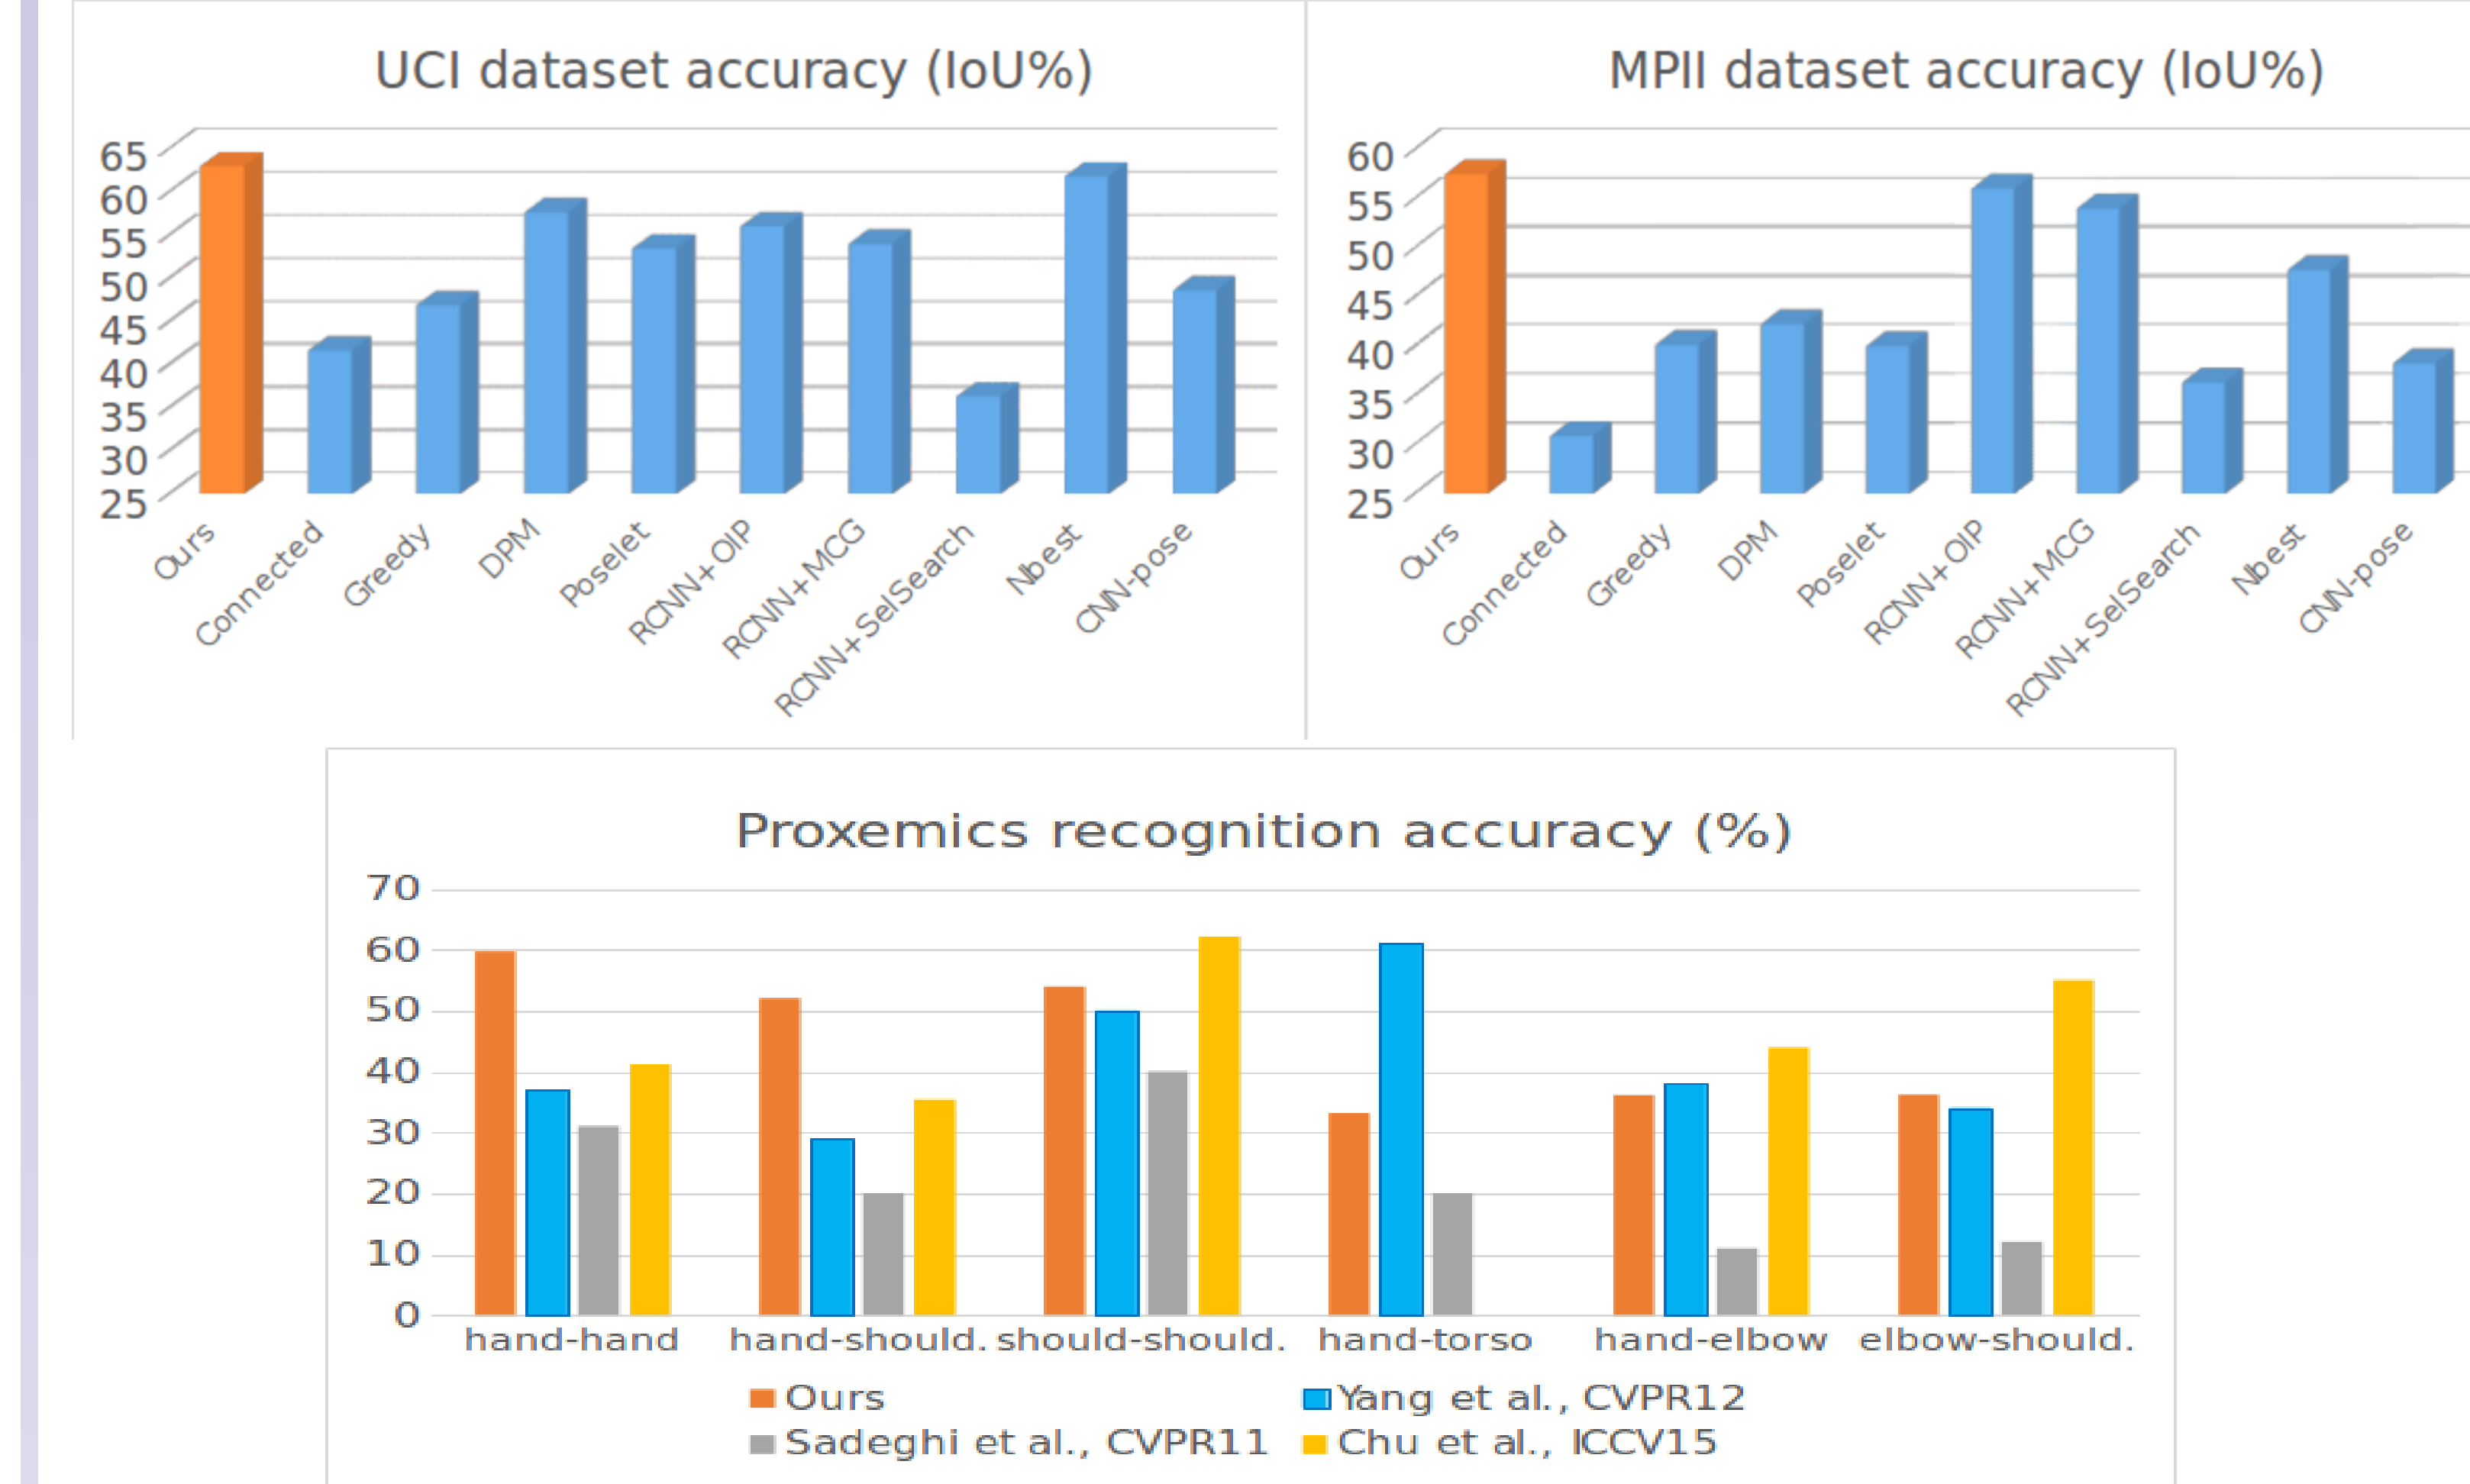 UCI dataset accuracy (IoU%)
65
60
55
50
45
40
35
30
25
Ours
Connected
Greedy
DPM
Poselet
RCNN+OIP
RCNN+MCG
RCNN+SelSearch
Nbest
CNN-pose
MPII dataset accuracy (IoU%)
60
55
50
45
40
35
30
25
Ours
Connected
Greedy
DPM
Poselet
RCNN+OIP
RCNN+MCG
RCNN+SelSearch
Nbest
CNN-pose
Proxemics recognition accuracy (%)
70
60
50
40
30
20
10
0
hand-hand hand-should. should-should. hand-torso hand-elbow elbow-should.
Ours Yang et al., CVPR12
Sadeghi et al., CVPR11 Chu et al., ICCV15